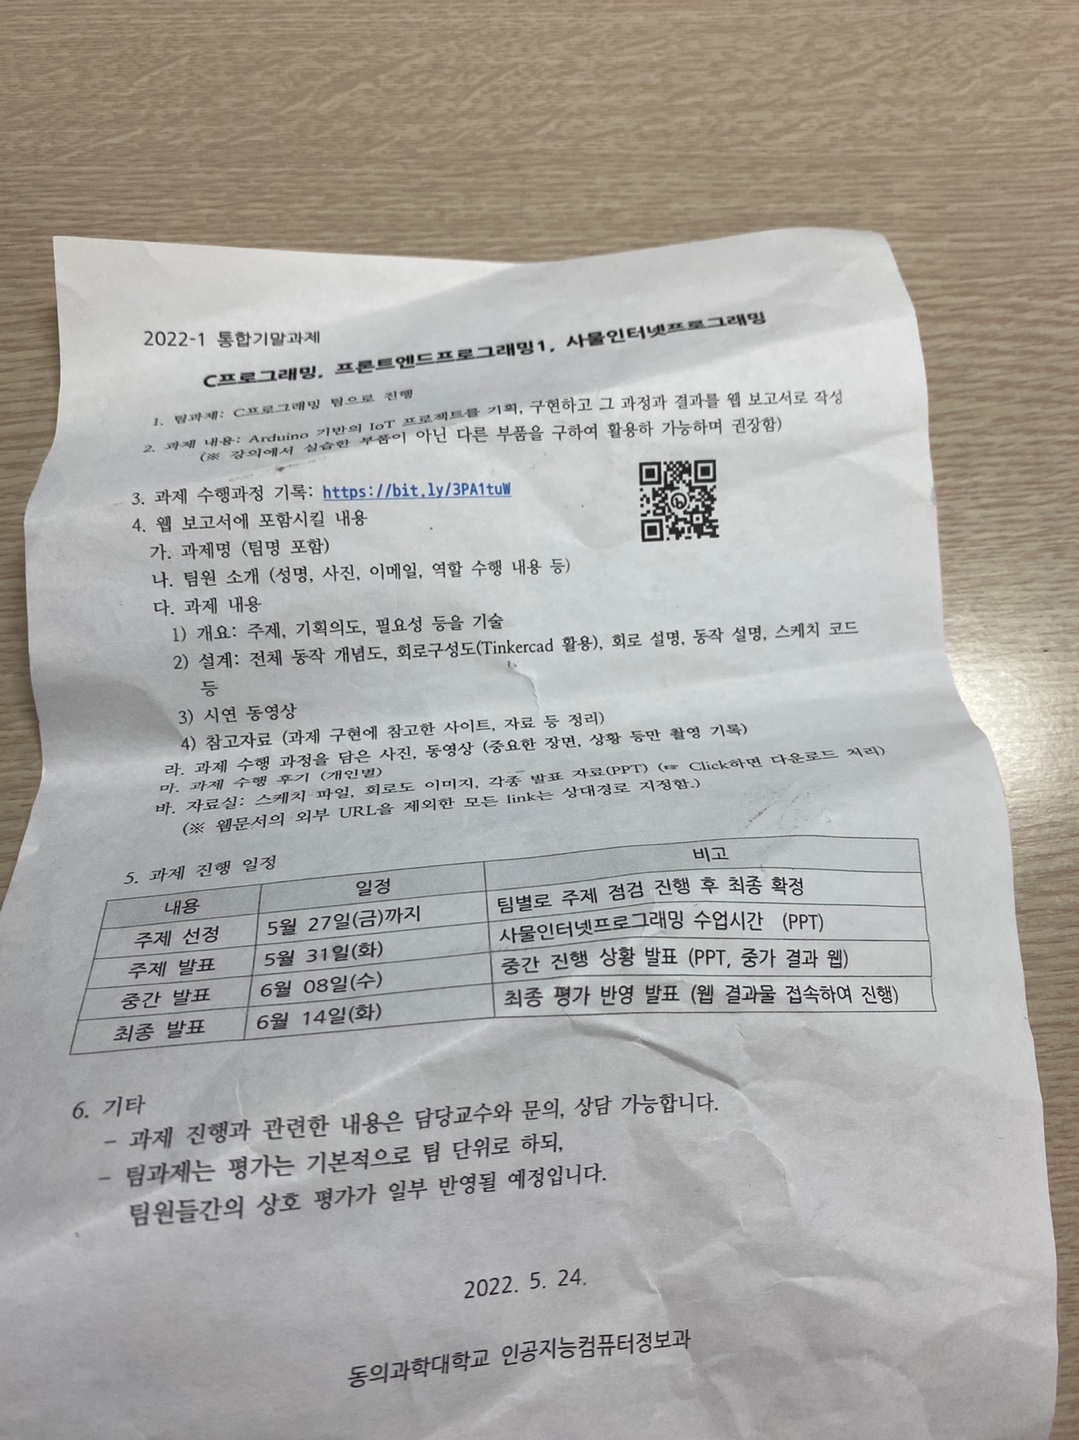 2022-1 통합기말과제
C프로그래밍, 프론트엔드프로그래밍1, 사물인터넷프로그래밍
1. 팀과제: C프로그래밍 팀으로 진행
2. 과제 내용: Arduino 기반의 IoT 프로젝트를 기획, 구현하고 그 과정과 결과를 웹 보고서로 작성
(※ 강의에서 실습한 부품이 아닌 다른 부품을 구하여 활용하 가능하며 권장함)
3. 과제 수행과정 기록: https://bit.ly/3PA1tuW
4. 웹 보고서에 포함시킬 내용
가. 과제명 (팀명 포함)
나. 팀원 소개 (성명, 사진, 이메일, 역할 수행 내용 등)
다. 과제 내용
1) 개요: 주제, 기획의도, 필요성 등을 기술
2) 설계: 전체 동작 개념도, 회로구성도(Tinkercad 활용), 회로 설명, 동작 설명, 스케치 코드
등
3) 시연 동영상
4) 참고자료 (과제 구현에 참고한 사이트, 자료 등 정리)
라. 과제 수행 과정을 담은 사진, 동영상 (중요한 장면, 상황 등만 촬영 기록)
마. 과제 수행 후기 (개인별)
바. 자료실: 스케치 파일, 회로도 이미지, 각종 발표 자료(PPT) (☞ Click하면 다운로드 처리)
(※ 웹문서의 외부 URL을 제외한 모든 link는 상대경로 지정함.)
5. 과제 진행 일정
내용 일정 비고
주제 선정 5월 27일(금)까지 팀별로 주제 점검 진행 후 최종 확정
주제 발표 5월 31일(화) 사물인터넷프로그래밍 수업시간 (PPT)
중간 발표 6월 08일(수) 중간 진행 상황 발표 (PPT, 중가 결과 웹)
최종 발표 6월 14일(화) 최종 평가 반영 발표 (웹 결과물 접속하여 진행)
6. 기타
- 과제 진행과 관련한 내용은 담당교수와 문의, 상담 가능합니다.
- 팀과제는 평가는 기본적으로 팀 단위로 하되,
팀원들간의 상호 평가가 일부 반영될 예정입니다.
2022. 5. 24.
동의과학대학교 인공지능컴퓨터정보과